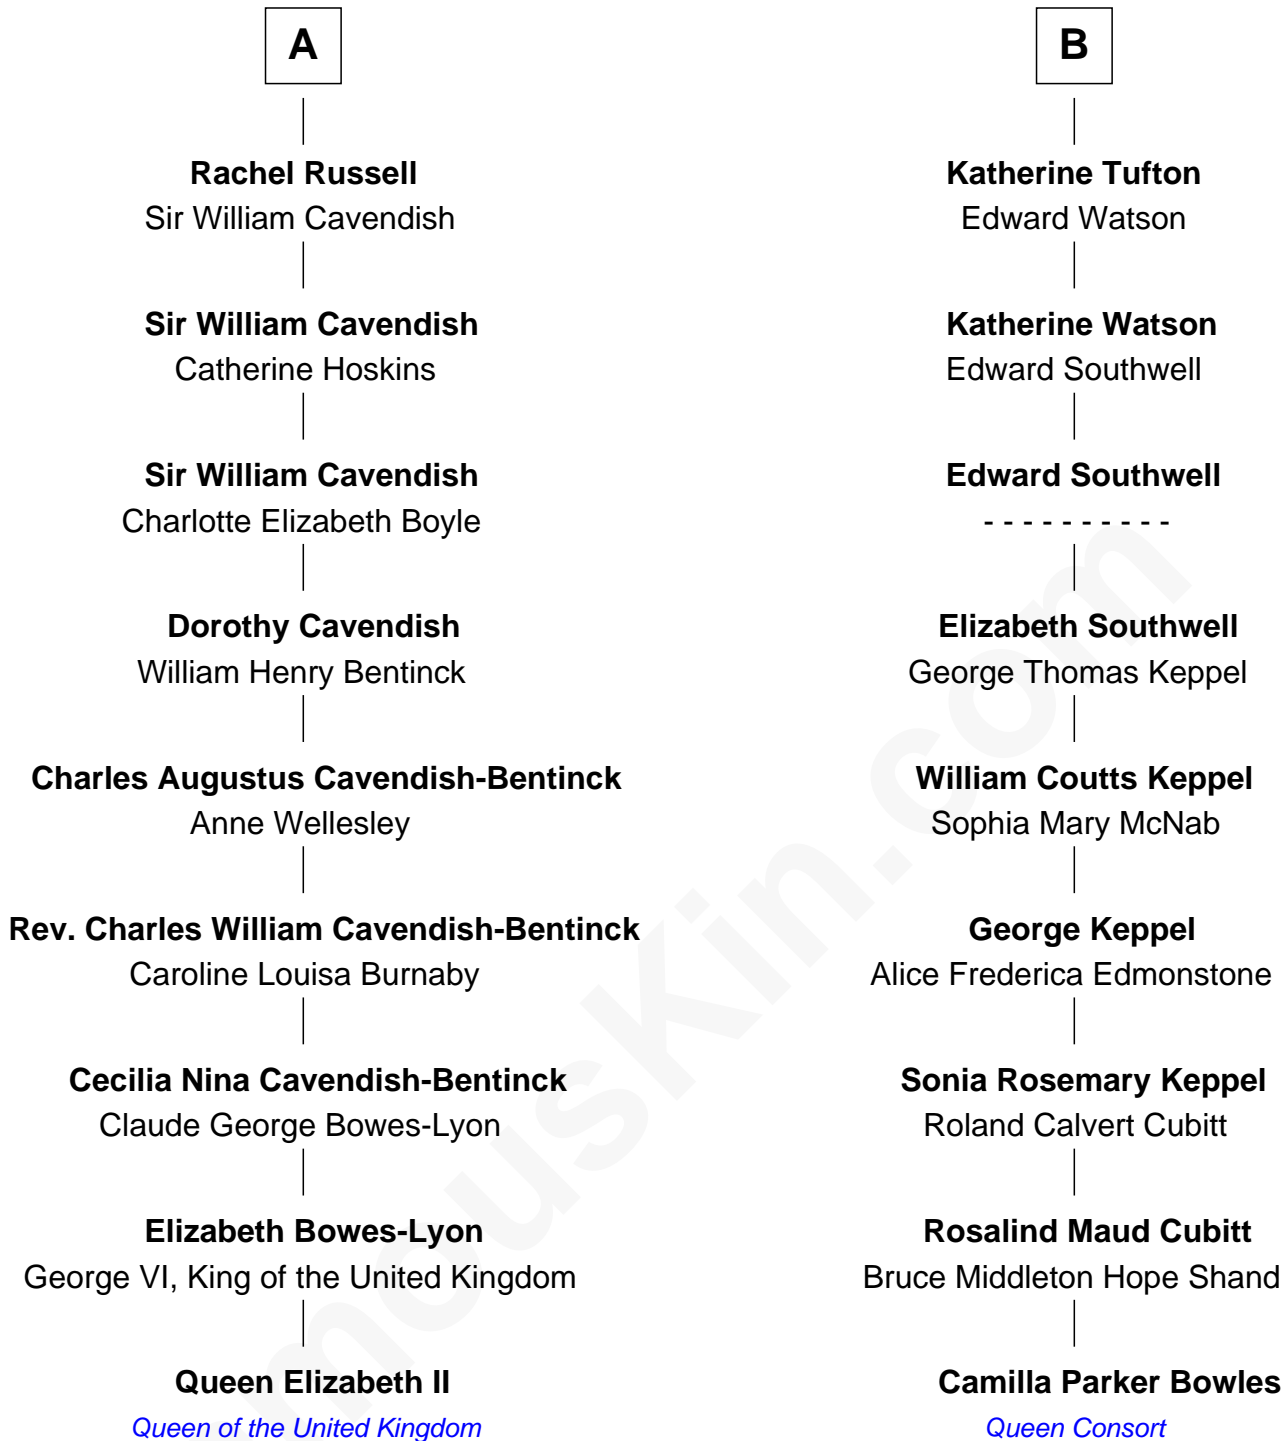 A
B
Rachel Russell
Sir William Cavendish
Katherine Tufton
Edward Watson
Sir William Cavendish
Catherine Hoskins
Katherine Watson
Edward Southwell
Sir William Cavendish
Charlotte Elizabeth Boyle
Edward Southwell
- - - - - - - - - -
Dorothy Cavendish
William Henry Bentinck
Elizabeth Southwell
George Thomas Keppel
Charles Augustus Cavendish-Bentinck
Anne Wellesley
William Coutts Keppel
Sophia Mary McNab
Rev. Charles William Cavendish-Bentinck
Caroline Louisa Burnaby
George Keppel
Alice Frederica Edmonstone
Cecilia Nina Cavendish-Bentinck
Claude George Bowes-Lyon
Sonia Rosemary Keppel
Roland Calvert Cubitt
Elizabeth Bowes-Lyon
George VI, King of the United Kingdom
Rosalind Maud Cubitt
Bruce Middleton Hope Shand
Queen Elizabeth II
Queen of the United Kingdom
Camilla Parker Bowles
Queen Consort
mousKin.com